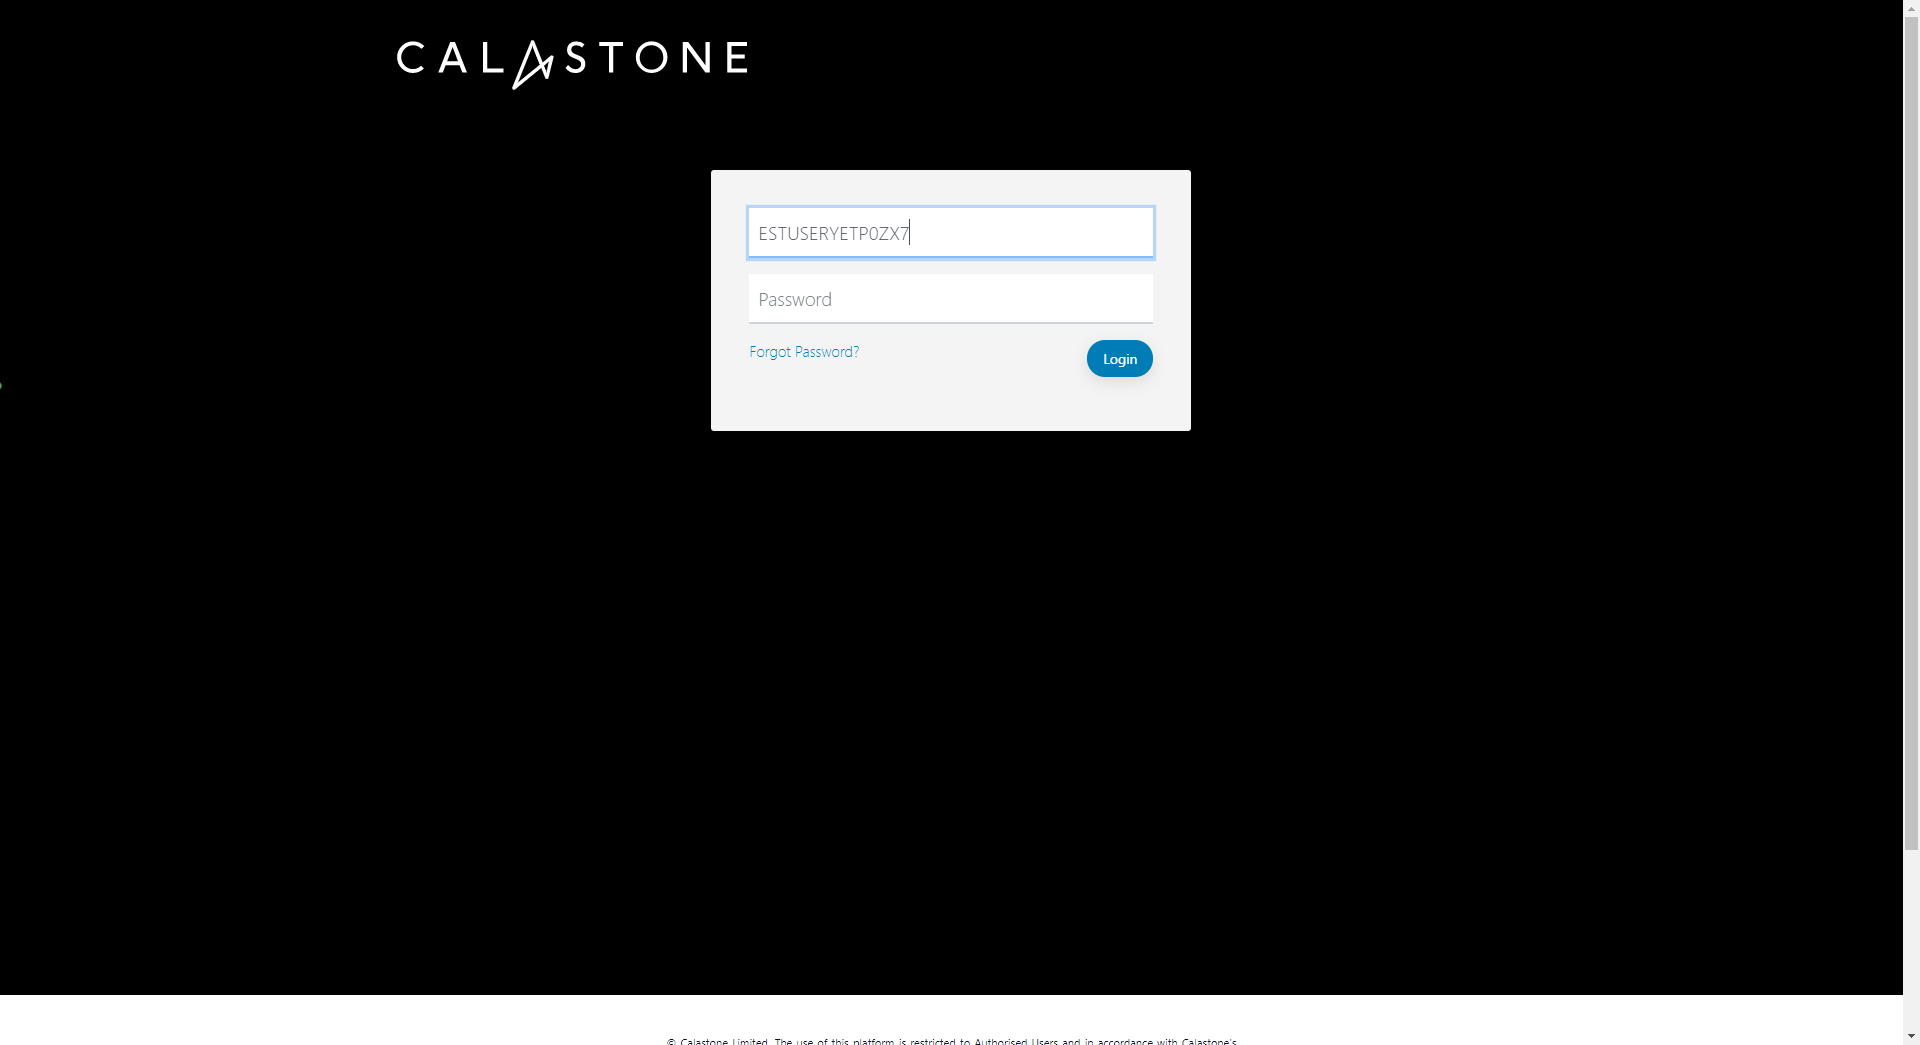 CALASTONE
ESTUSERYETP0ZX7
Password
Forgot Password?
Login
© Calastone Limited. The use of this platform is restricted to Authorised Users and in accordance with Calastone's